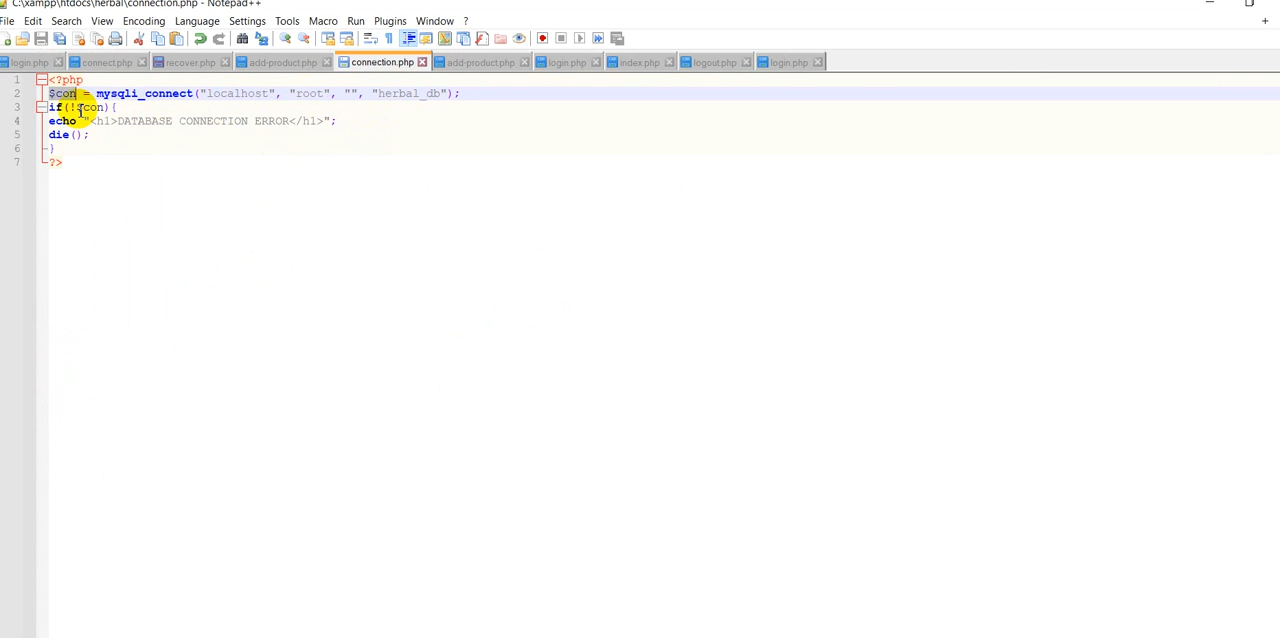 C:\xampp\htdocs\herbal\connection.php - Notepad++
File Edit Search View Encoding Language Settings Tools Macro Run Plugins Window ?
login.php connect.php recover.php add-product.php connection.php add-product.php login.php index.php logout.php login.php
1 <?php
2 $con = mysqli_connect("localhost", "root", "", "herbal_db");
3 if(!$con){
4 echo "<h1>DATABASE CONNECTION ERROR</h1>";
5 die();
6 }
7 ?>